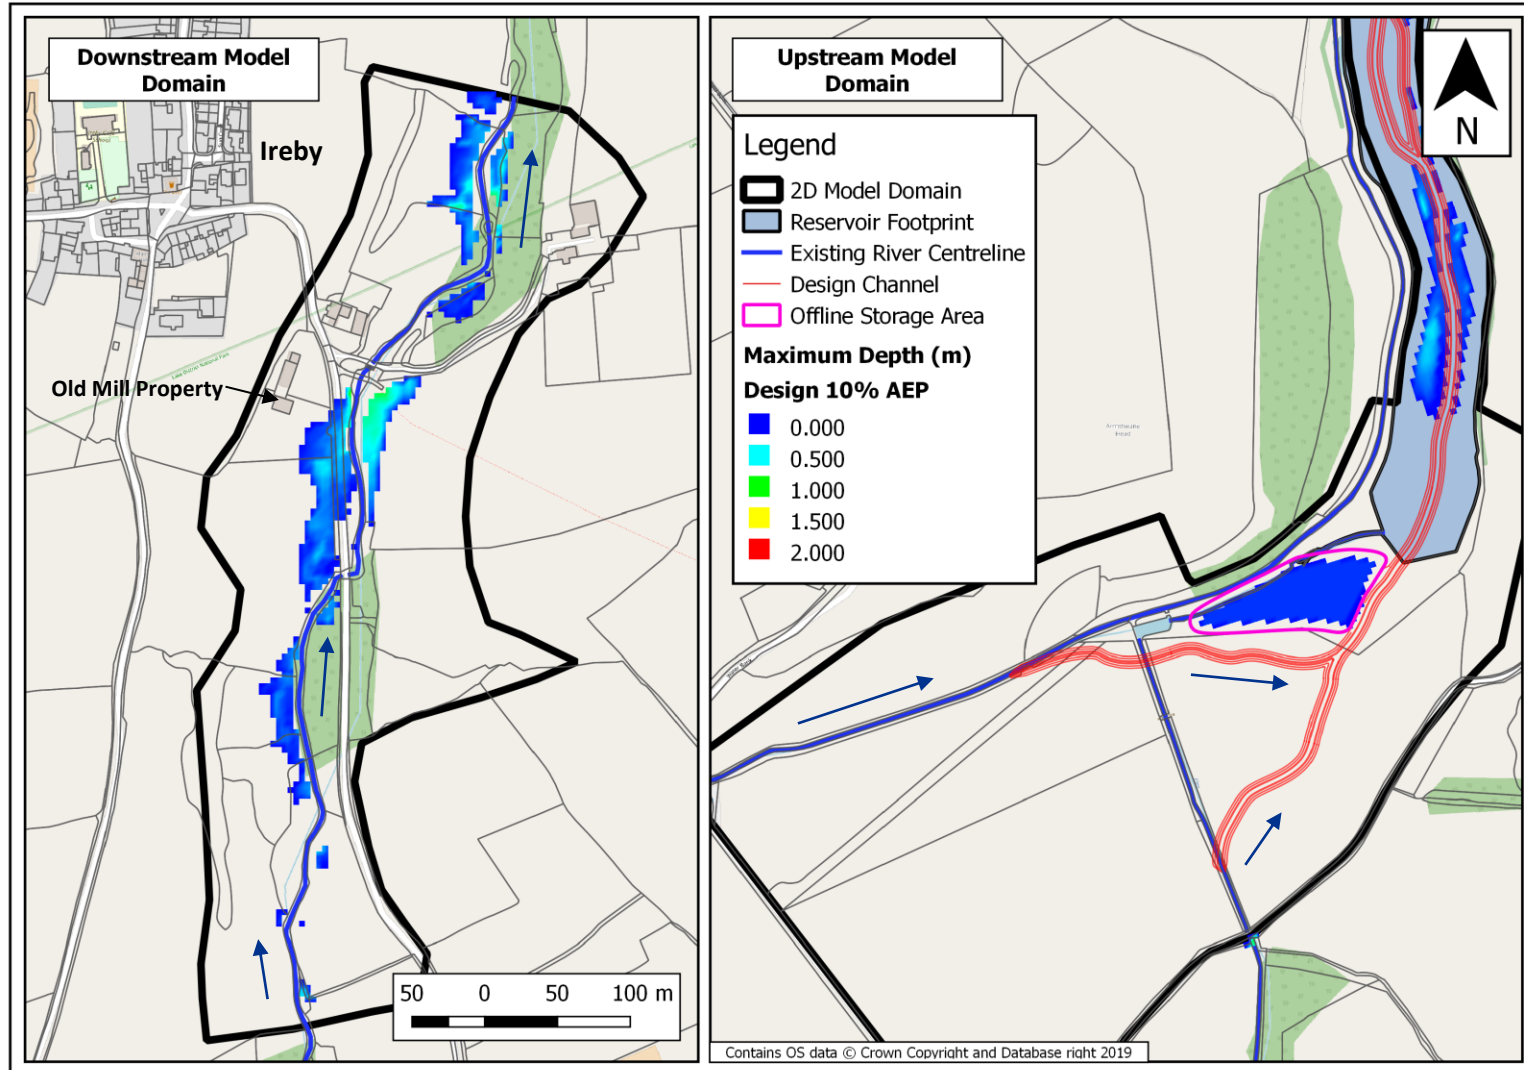 Downstream Model
Domain
Ireby
Old Mill Property
50 0 50 100 m
Upstream Model
Domain
N
Legend
2D Model Domain
Reservoir Footprint
Existing River Centreline
Design Channel
Offline Storage Area
Maximum Depth (m)
Design 10% AEP
0.000
0.500
1.000
1.500
2.000
Contains OS data © Crown Copyright and Database right 2019